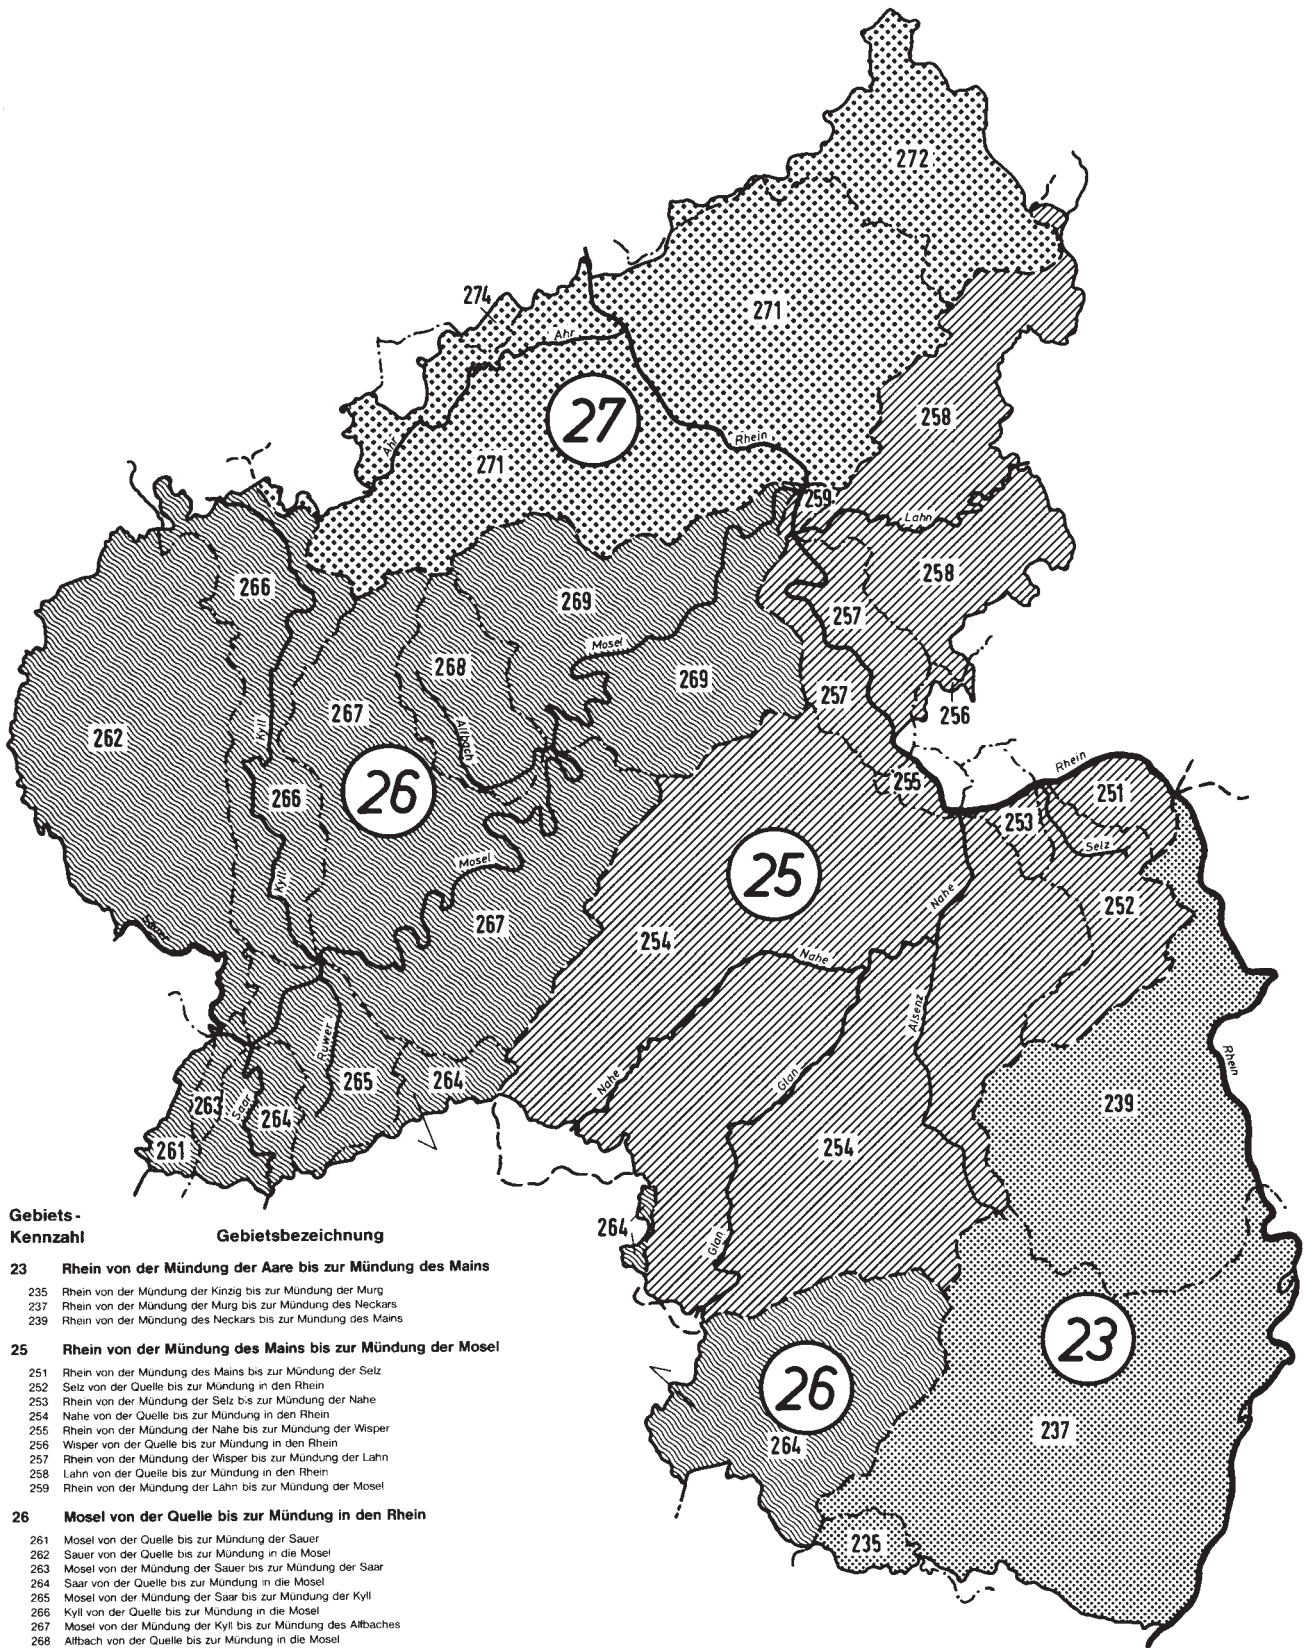 272
274
271
Ahr
27
258
Rhein
Ahr
271
259
Lahn
266
258
269
257
Mosel
268
269
257
267
256
262
Kyll
Alfbach
Rhein
26
255
251
266
253
Selz
Mosel
25
Kyll
Nahe
252
267
254
Nahe
Alsenz
Ruwer
Rhein
265
264
Nahe
Glan
263
Saar
264
239
261
254
264
Glan
23
26
237
264
235
Gebiets-
Kennzahl Gebietsbezeichnung
23 Rhein von der Mündung der Aare bis zur Mündung des Mains
235 Rhein von der Mündung der Kinzig bis zur Mündung der Murg
237 Rhein von der Mündung der Murg bis zur Mündung des Neckars
239 Rhein von der Mündung des Neckars bis zur Mündung des Mains
25 Rhein von der Mündung des Mains bis zur Mündung der Mosel
251 Rhein von der Mündung des Mains bis zur Mündung der Selz
252 Selz von der Quelle bis zur Mündung in den Rhein
253 Rhein von der Mündung der Selz bis zur Mündung der Nahe
254 Nahe von der Quelle bis zur Mündung in den Rhein
255 Rhein von der Mündung der Nahe bis zur Mündung der Wisper
256 Wisper von der Quelle bis zur Mündung in den Rhein
257 Rhein von der Mündung der Wisper bis zur Mündung der Lahn
258 Lahn von der Quelle bis zur Mündung in den Rhein
259 Rhein von der Mündung der Lahn bis zur Mündung der Mosel
26 Mosel von der Quelle bis zur Mündung in den Rhein
261 Mosel von der Quelle bis zur Mündung der Sauer
262 Sauer von der Quelle bis zur Mündung in die Mosel
263 Mosel von der Mündung der Sauer bis zur Mündung der Saar
264 Saar von der Quelle bis zur Mündung in die Mosel
265 Mosel von der Mündung der Saar bis zur Mündung der Kyll
266 Kyll von der Quelle bis zur Mündung in die Mosel
267 Mosel von der Mündung der Kyll bis zur Mündung des Alfbaches
268 Alfbach von der Quelle bis zur Mündung in die Mosel